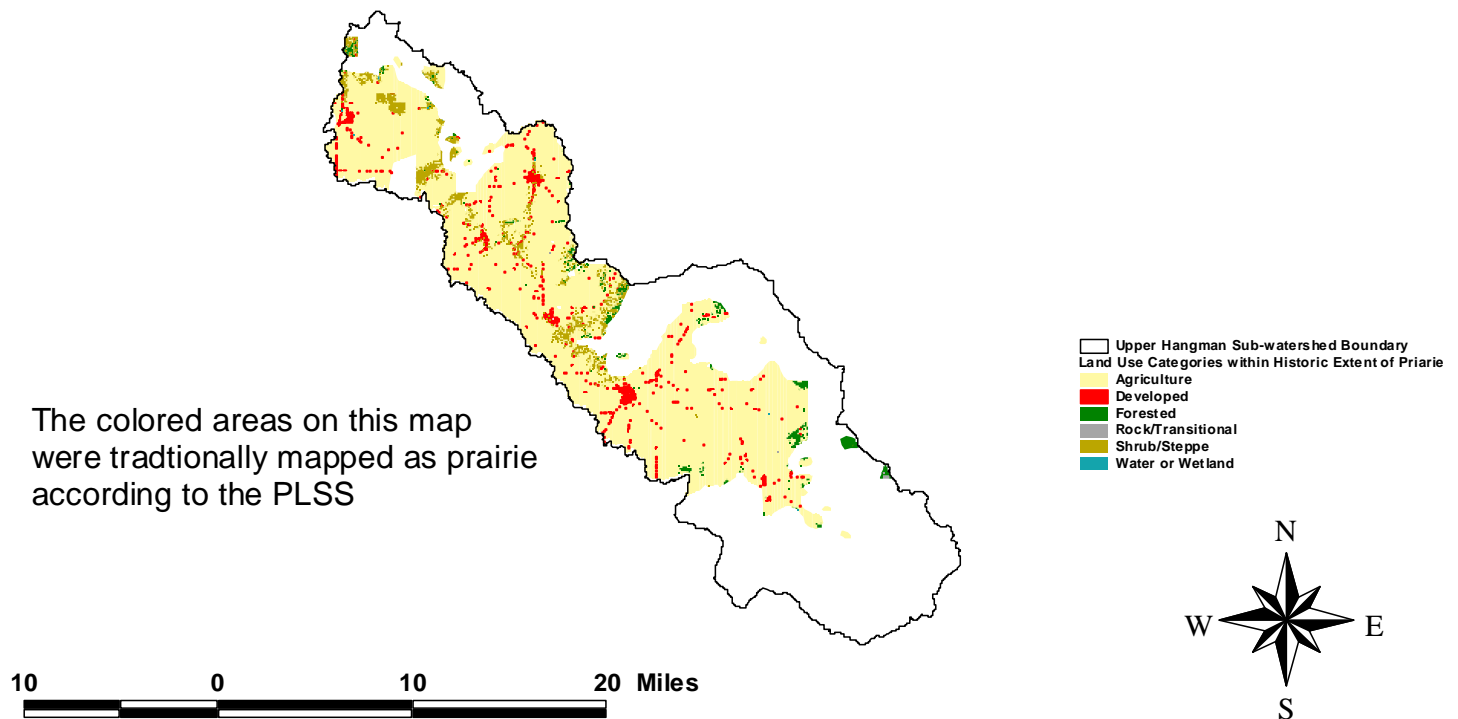 The colored areas on this map
were tradtionally mapped as prairie
according to the PLSS
Upper Hangman Sub-watershed Boundary
Land Use Categories within Historic Extent of Priarie
Agriculture
Developed
Forested
Rock/Transitional
Shrub/Steppe
Water or Wetland
N
W E
S
10 0 10 20 Miles